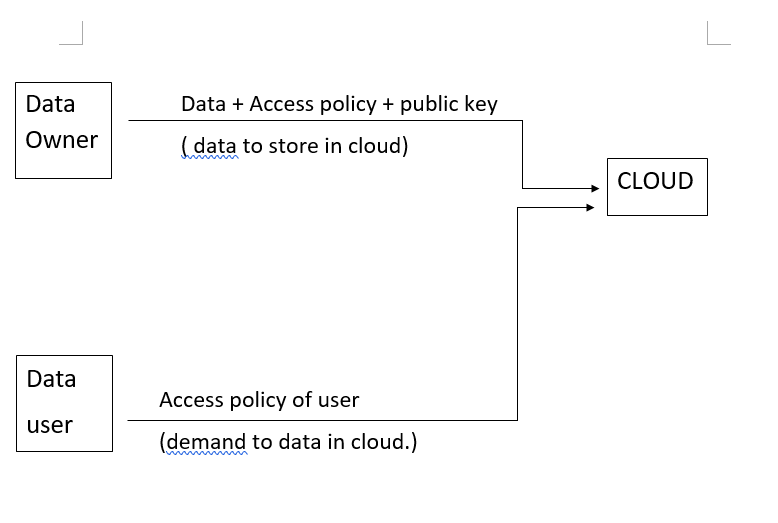 Data
Owner
Data + Access policy + public key
( data to store in cloud)
CLOUD
Data
user
Access policy of user
(demand to data in cloud.)